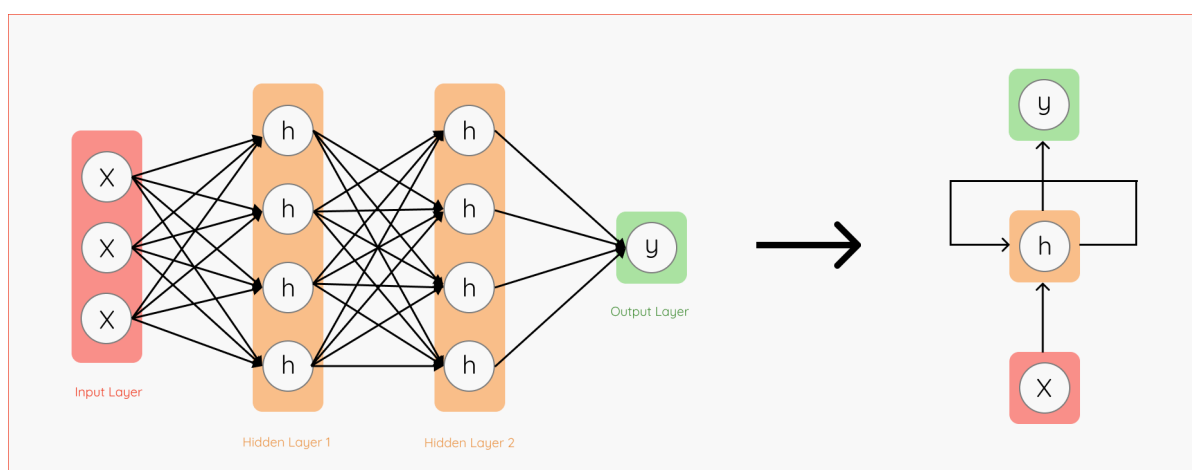 X
X
X
Input Layer
h
h
h
h
Hidden Layer 1
h
h
h
h
Hidden Layer 2
y
Output Layer
y
h
X